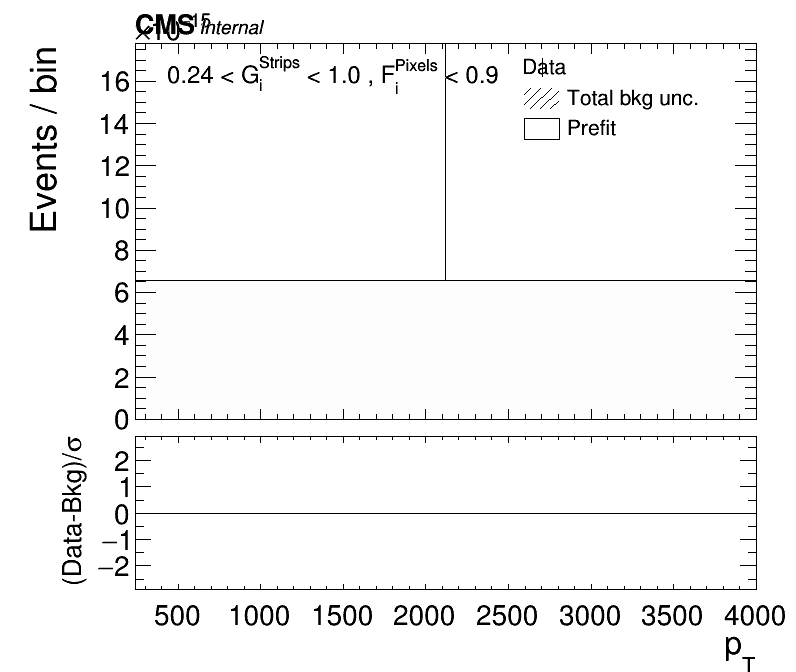 CMS Internal
×10^15
Events / bin
0.24 < G_i^Strips < 1.0 , F_i^Pixels < 0.9
Data
Total bkg unc.
Prefit
16
14
12
10
8
6
4
2
0
(Data-Bkg)/σ
2
1
0
−1
−2
500 1000 1500 2000 2500 3000 3500 4000
p_T